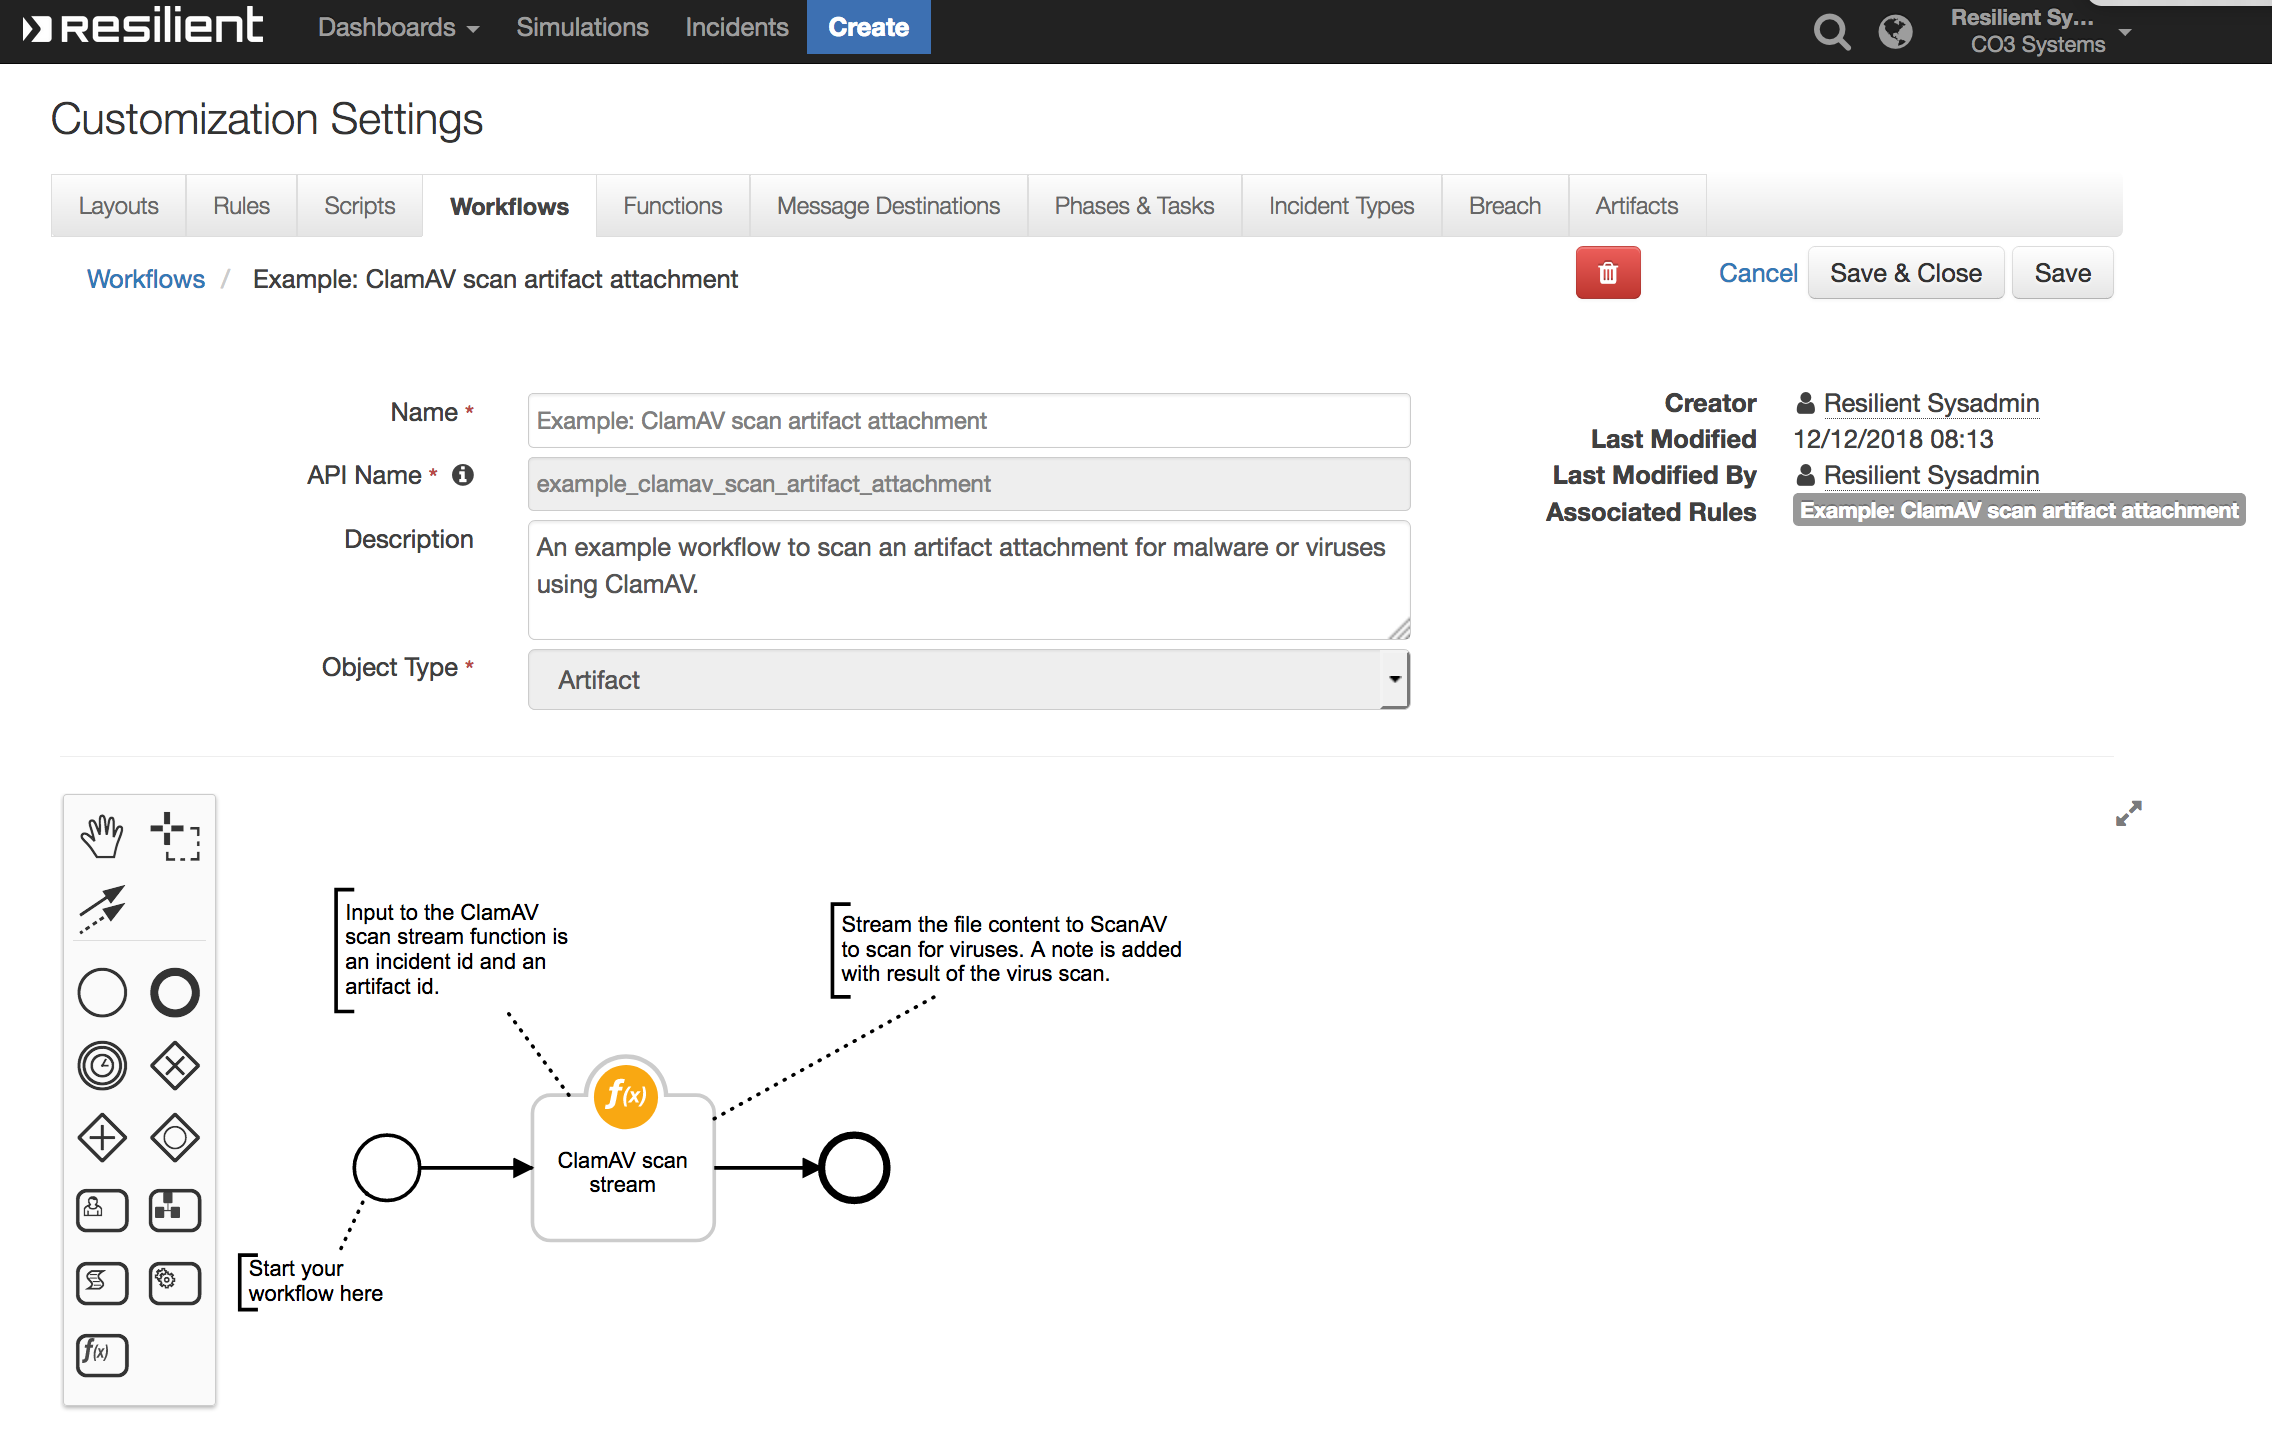 Resilient
Dashboards
Simulations
Incidents
Create
Resilient Sy...
CO3 Systems
Customization Settings
Layouts
Rules
Scripts
Workflows
Functions
Message Destinations
Phases & Tasks
Incident Types
Breach
Artifacts
Workflows / Example: ClamAV scan artifact attachment
Cancel
Save & Close
Save
Name *
Example: ClamAV scan artifact attachment
API Name *
example_clamav_scan_artifact_attachment
Description
An example workflow to scan an artifact attachment for malware or viruses
using ClamAV.
Object Type *
Artifact
Creator
Resilient Sysadmin
Last Modified
12/12/2018 08:13
Last Modified By
Resilient Sysadmin
Associated Rules
Example: ClamAV scan artifact attachment
Input to the ClamAV
scan stream function is
an incident id and an
artifact id.
Stream the file content to ScanAV
to scan for viruses. A note is added
with result of the virus scan.
f(x)
ClamAV scan
stream
Start your
workflow here
f(x)